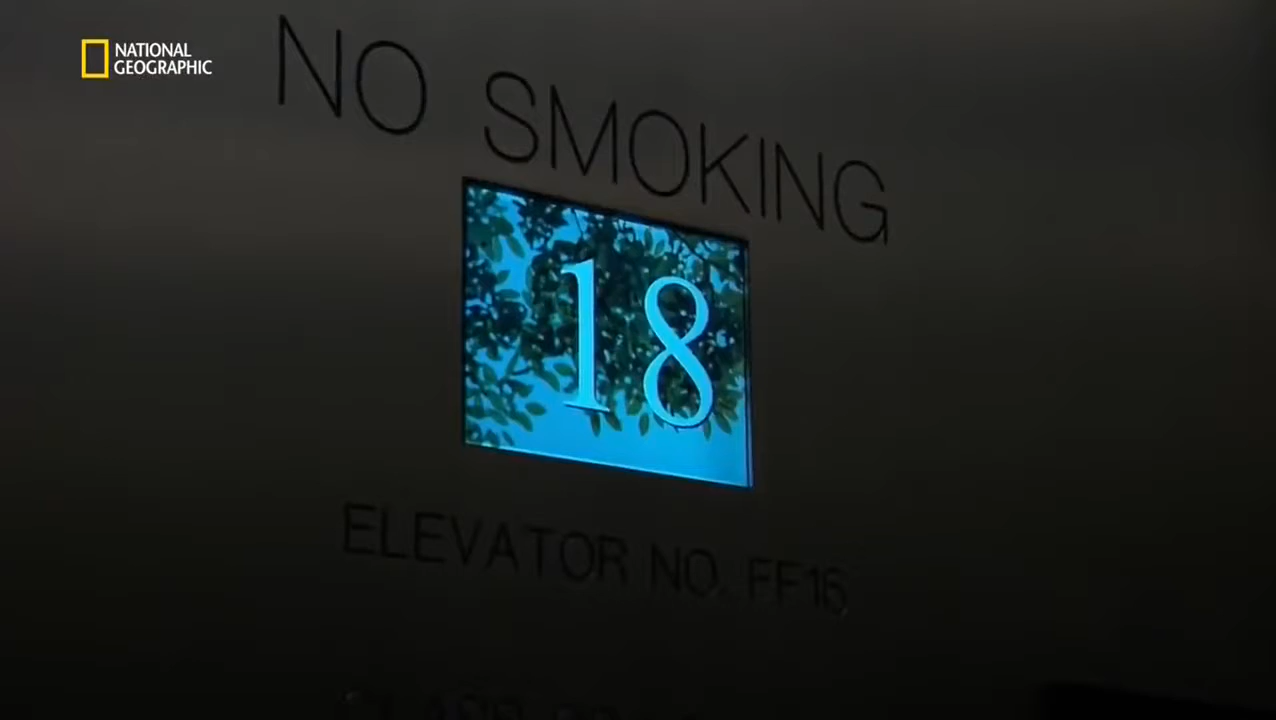 NATIONAL
GEOGRAPHIC
NO SMOKING
18
ELEVATOR NO. FF16